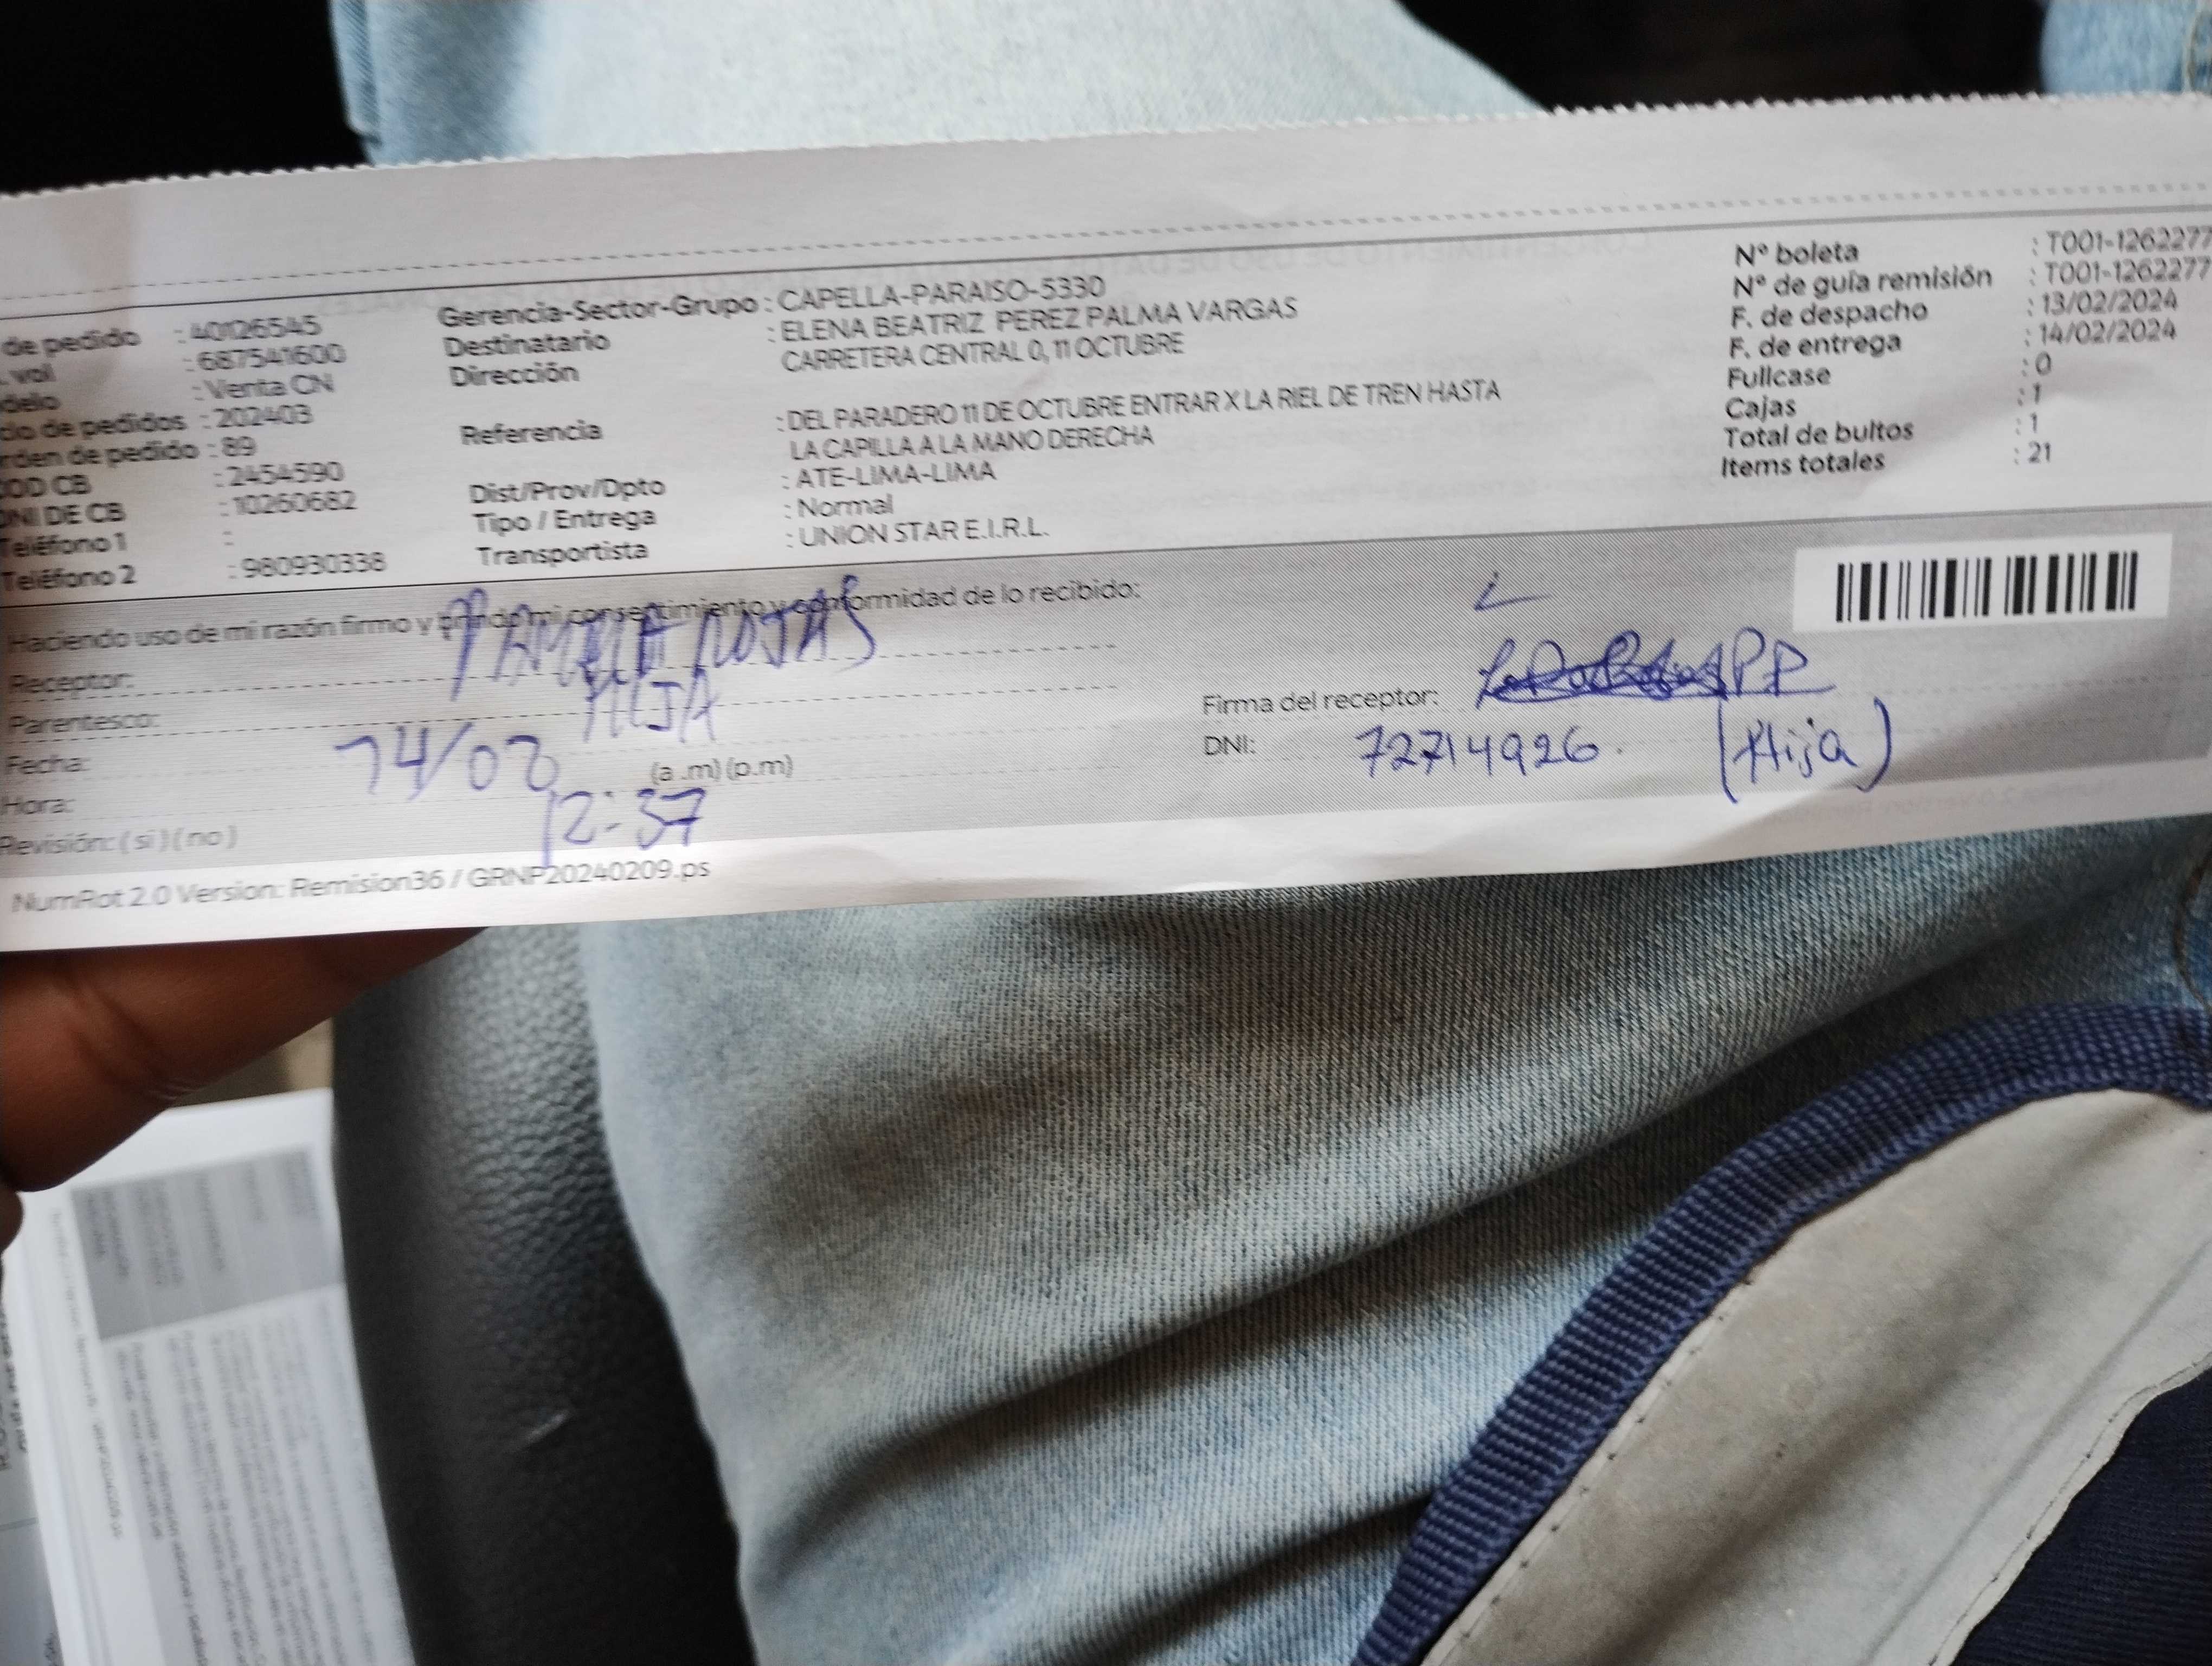 de pedido : 40126545
. vol : 687541600
delo : Venta CN
do de pedidos : 202403
rden de pedido : 89
OD CB : 2454590
DNI DE CB : 10260682
Teléfono 1 :
Teléfono 2 : 980930338
Gerencia-Sector-Grupo : CAPELLA-PARAISO-5330
Destinatario : ELENA BEATRIZ PEREZ PALMA VARGAS
Dirección CARRETERA CENTRAL 0, 11 OCTUBRE
Referencia : DEL PARADERO 11 DE OCTUBRE ENTRAR X LA RIEL DE TREN HASTA
LA CAPILLA A LA MANO DERECHA
Dist/Prov/Dpto : ATE-LIMA-LIMA
Tipo / Entrega : Normal
Transportista : UNION STAR E.I.R.L.
N° boleta : T001-1262277
N° de guía remisión : T001-1262277
F. de despacho : 13/02/2024
F. de entrega : 14/02/2024
Fullcase : 0
Cajas : 1
Total de bultos : 1
Items totales : 21
Haciendo uso de mi razón firmo y brindo mi consentimiento y conformidad de lo recibido:
Receptor: ROJAS
Parentesco: HIJA
Fecha: 14/02
Hora: 12:37 (a .m) (p.m)
Revisión: ( si ) ( no )
Firma del receptor: PP
DNI: 72714926. (Hija)
NumRot 2.0 Version: Remision36 / GRNP20240209.ps